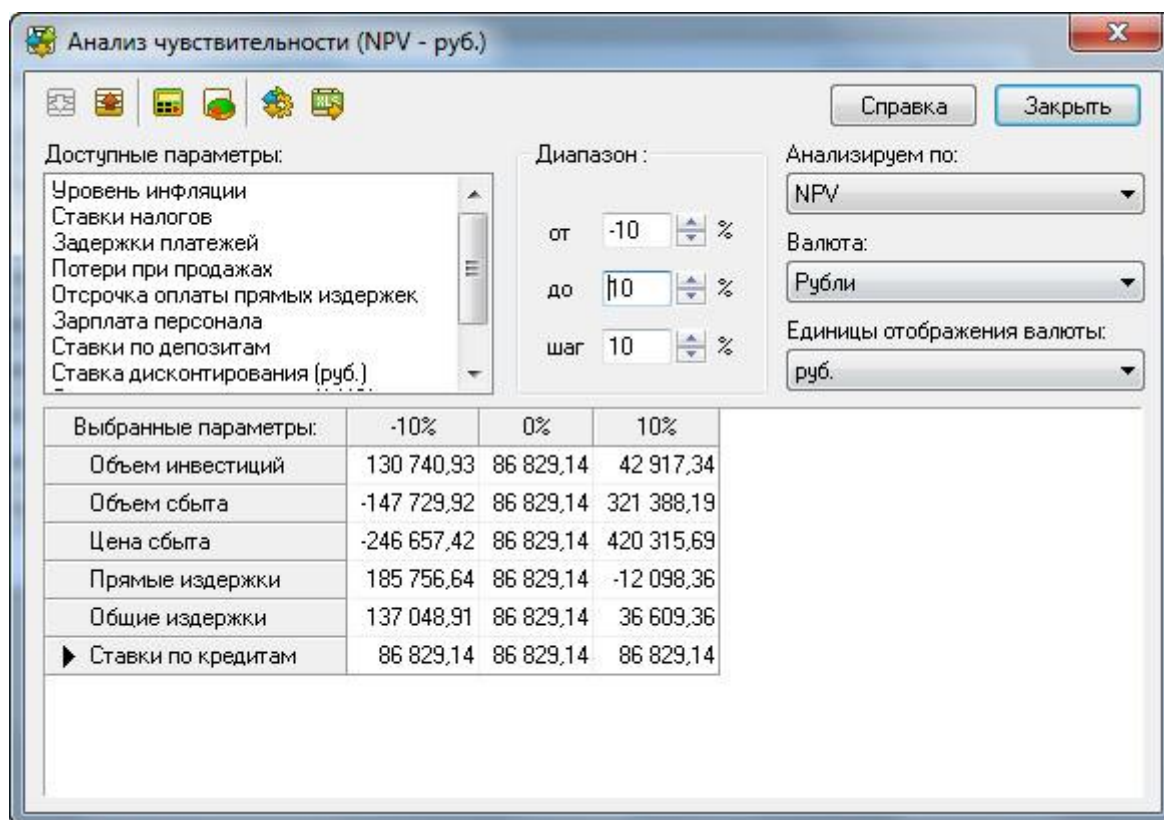 Анализ чувствительности (NPV - руб.)
Справка Закрыть
Доступные параметры:
Уровень инфляции
Ставки налогов
Задержки платежей
Потери при продажах
Отсрочка оплаты прямых издержек
Зарплата персонала
Ставки по депозитам
Ставка дисконтирования (руб.)
Диапазон :
от -10 %
до 10 %
шаг 10 %
Анализируем по:
NPV
Валюта:
Рубли
Единицы отображения валюты:
руб.
Выбранные параметры: -10% 0% 10%
Объем инвестиций 130 740,93 86 829,14 42 917,34
Объем сбыта -147 729,92 86 829,14 321 388,19
Цена сбыта -246 657,42 86 829,14 420 315,69
Прямые издержки 185 756,64 86 829,14 -12 098,36
Общие издержки 137 048,91 86 829,14 36 609,36
Ставки по кредитам 86 829,14 86 829,14 86 829,14